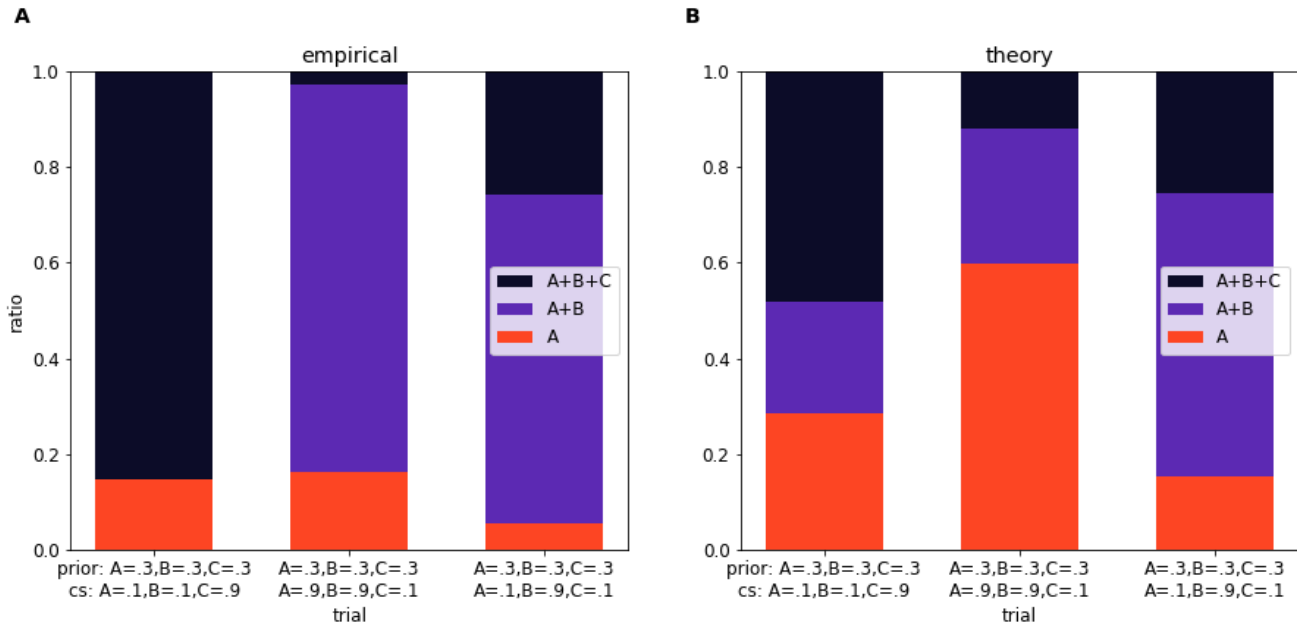 A
empirical
1.0
0.8
0.6
0.4
0.2
0.0
ratio
A+B+C
A+B
A
prior: A=.3,B=.3,C=.3
cs: A=.1,B=.1,C=.9
A=.3,B=.3,C=.3
A=.9,B=.9,C=.1
A=.3,B=.3,C=.3
A=.1,B=.9,C=.1
trial
B
theory
1.0
0.8
0.6
0.4
0.2
0.0
A+B+C
A+B
A
prior: A=.3,B=.3,C=.3
cs: A=.1,B=.1,C=.9
A=.3,B=.3,C=.3
A=.9,B=.9,C=.1
A=.3,B=.3,C=.3
A=.1,B=.9,C=.1
trial